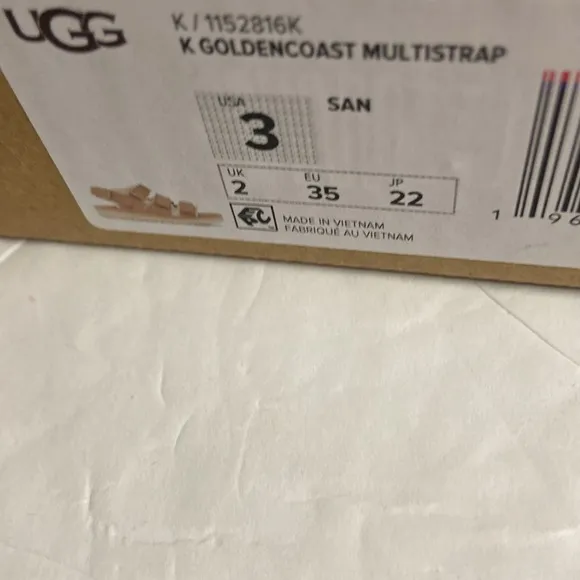 UGG
K / 1152816K
K GOLDENCOAST MULTISTRAP
USA
3
SAN
UK
2
EU
35
JP
22
MADE IN VIETNAM
FABRIQUÉ AU VIETNAM
1 96